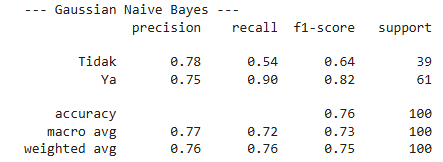 --- Gaussian Naive Bayes ---
precision recall f1-score support
Tidak 0.78 0.54 0.64 39
Ya 0.75 0.90 0.82 61
accuracy 0.76 100
macro avg 0.77 0.72 0.73 100
weighted avg 0.76 0.76 0.75 100